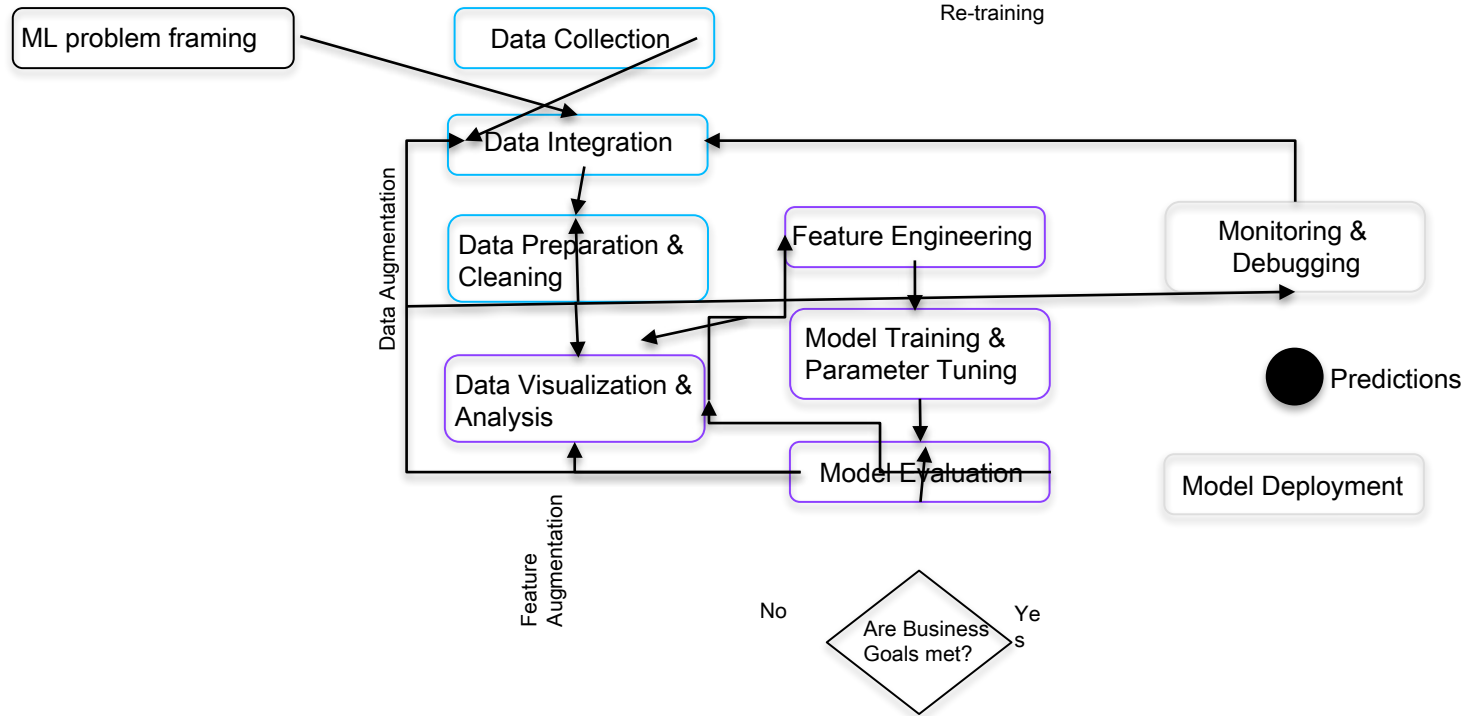 Re-training
ML problem framing
Data Collection
Data Integration
Data Augmentation
Data Preparation &
Cleaning
Feature Engineering
Monitoring &
Debugging
Model Training &
Parameter Tuning
Data Visualization &
Analysis
Predictions
Model Evaluation
Model Deployment
Feature
Augmentation
No
Are Business
Goals met?
Ye
s